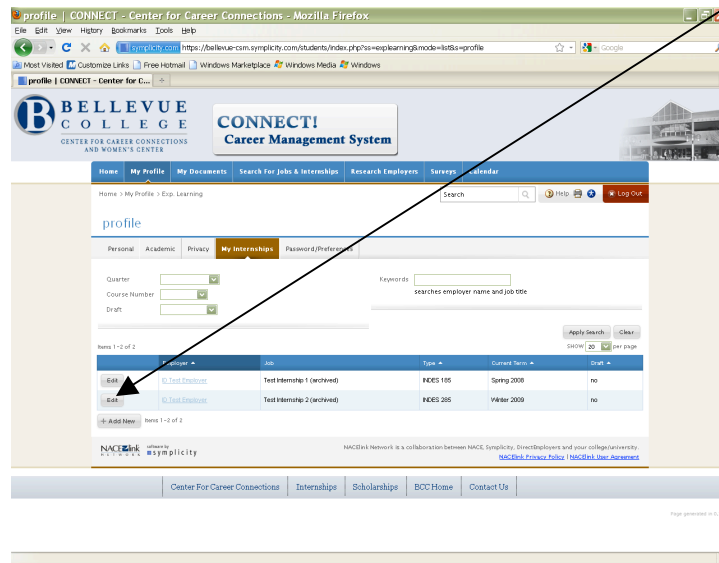 profile | CONNECT - Center for Career Connections - Mozilla Firefox
File Edit View History Bookmarks Tools Help
symplicity.com https://bellevue-csm.symplicity.com/students/index.php?ss=explearning&mode=list&s=profile
Google
Most Visited Customize Links Free Hotmail Windows Marketplace Windows Media Windows
profile | CONNECT - Center for C...
BELLEVUE
COLLEGE
CENTER FOR CAREER CONNECTIONS
AND WOMEN'S CENTER
CONNECT!
Career Management System
Home My Profile My Documents Search For Jobs & Internships Research Employers Surveys Calendar
Home > My Profile > Exp. Learning
Search
Help
Log Out
profile
Personal Academic Privacy My Internships Password/Preferences
Quarter
Keywords
searches employer name and job title
Course Number
Draft
Apply Search Clear
Items 1-2 of 2
SHOW 20 per page
Employer Job Type Current Term Draft
Edit ID Test Employer Test Internship 1 (archived) INDES 185 Spring 2008 no
Edit ID Test Employer Test Internship 2 (archived) INDES 285 Winter 2009 no
+ Add New Items 1-2 of 2
NACElink
NETWORK
software by
symplicity
NACElink Network is a collaboration between NACE, Symplicity, DirectEmployers and your college/university.
NACElink Privacy Policy | NACElink User Agreement
Center For Career Connections Internships Scholarships BCC Home Contact Us
Page generated in 0.